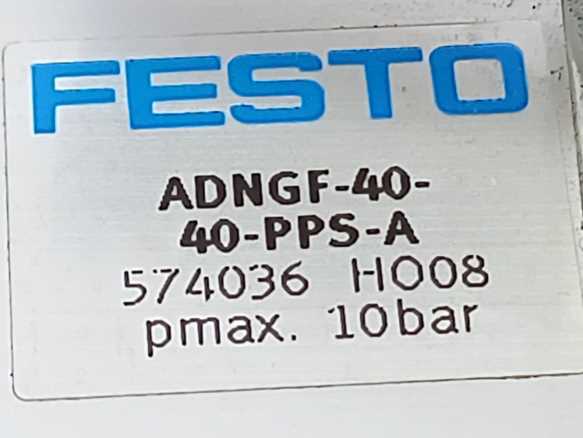 FESTO
ADNGF-40-
40-PPS-A
574036 H008
pmax. 10bar